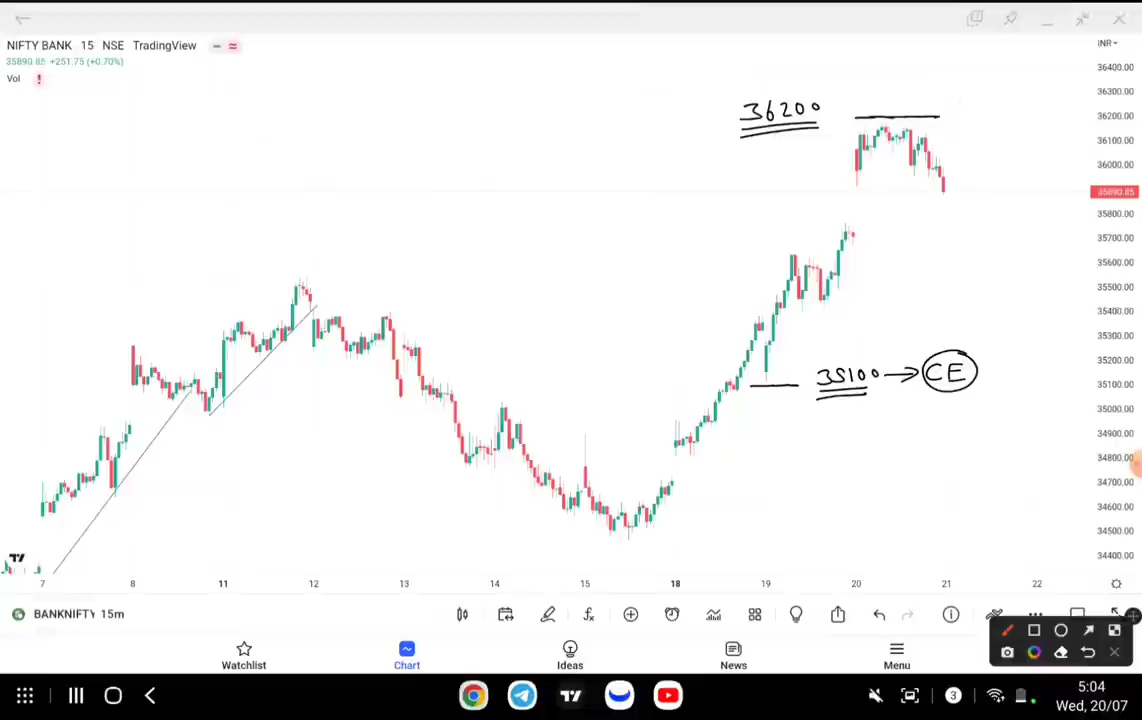 NIFTY BANK 15 NSE TradingView
35890.85 +251.75 (+0.70%)
Vol
INR
36400.00
36300.00
36200.00
36100.00
36000.00
35890.85
35800.00
35700.00
35600.00
35500.00
35400.00
35300.00
35200.00
35100.00
35000.00
34900.00
34800.00
34700.00
34600.00
34500.00
34400.00
36200
35100 → CE
7 8 11 12 13 14 15 18 19 20 21 22
BANKNIFTY 15m
Watchlist Chart Ideas News Menu
3
5:04
Wed, 20/07